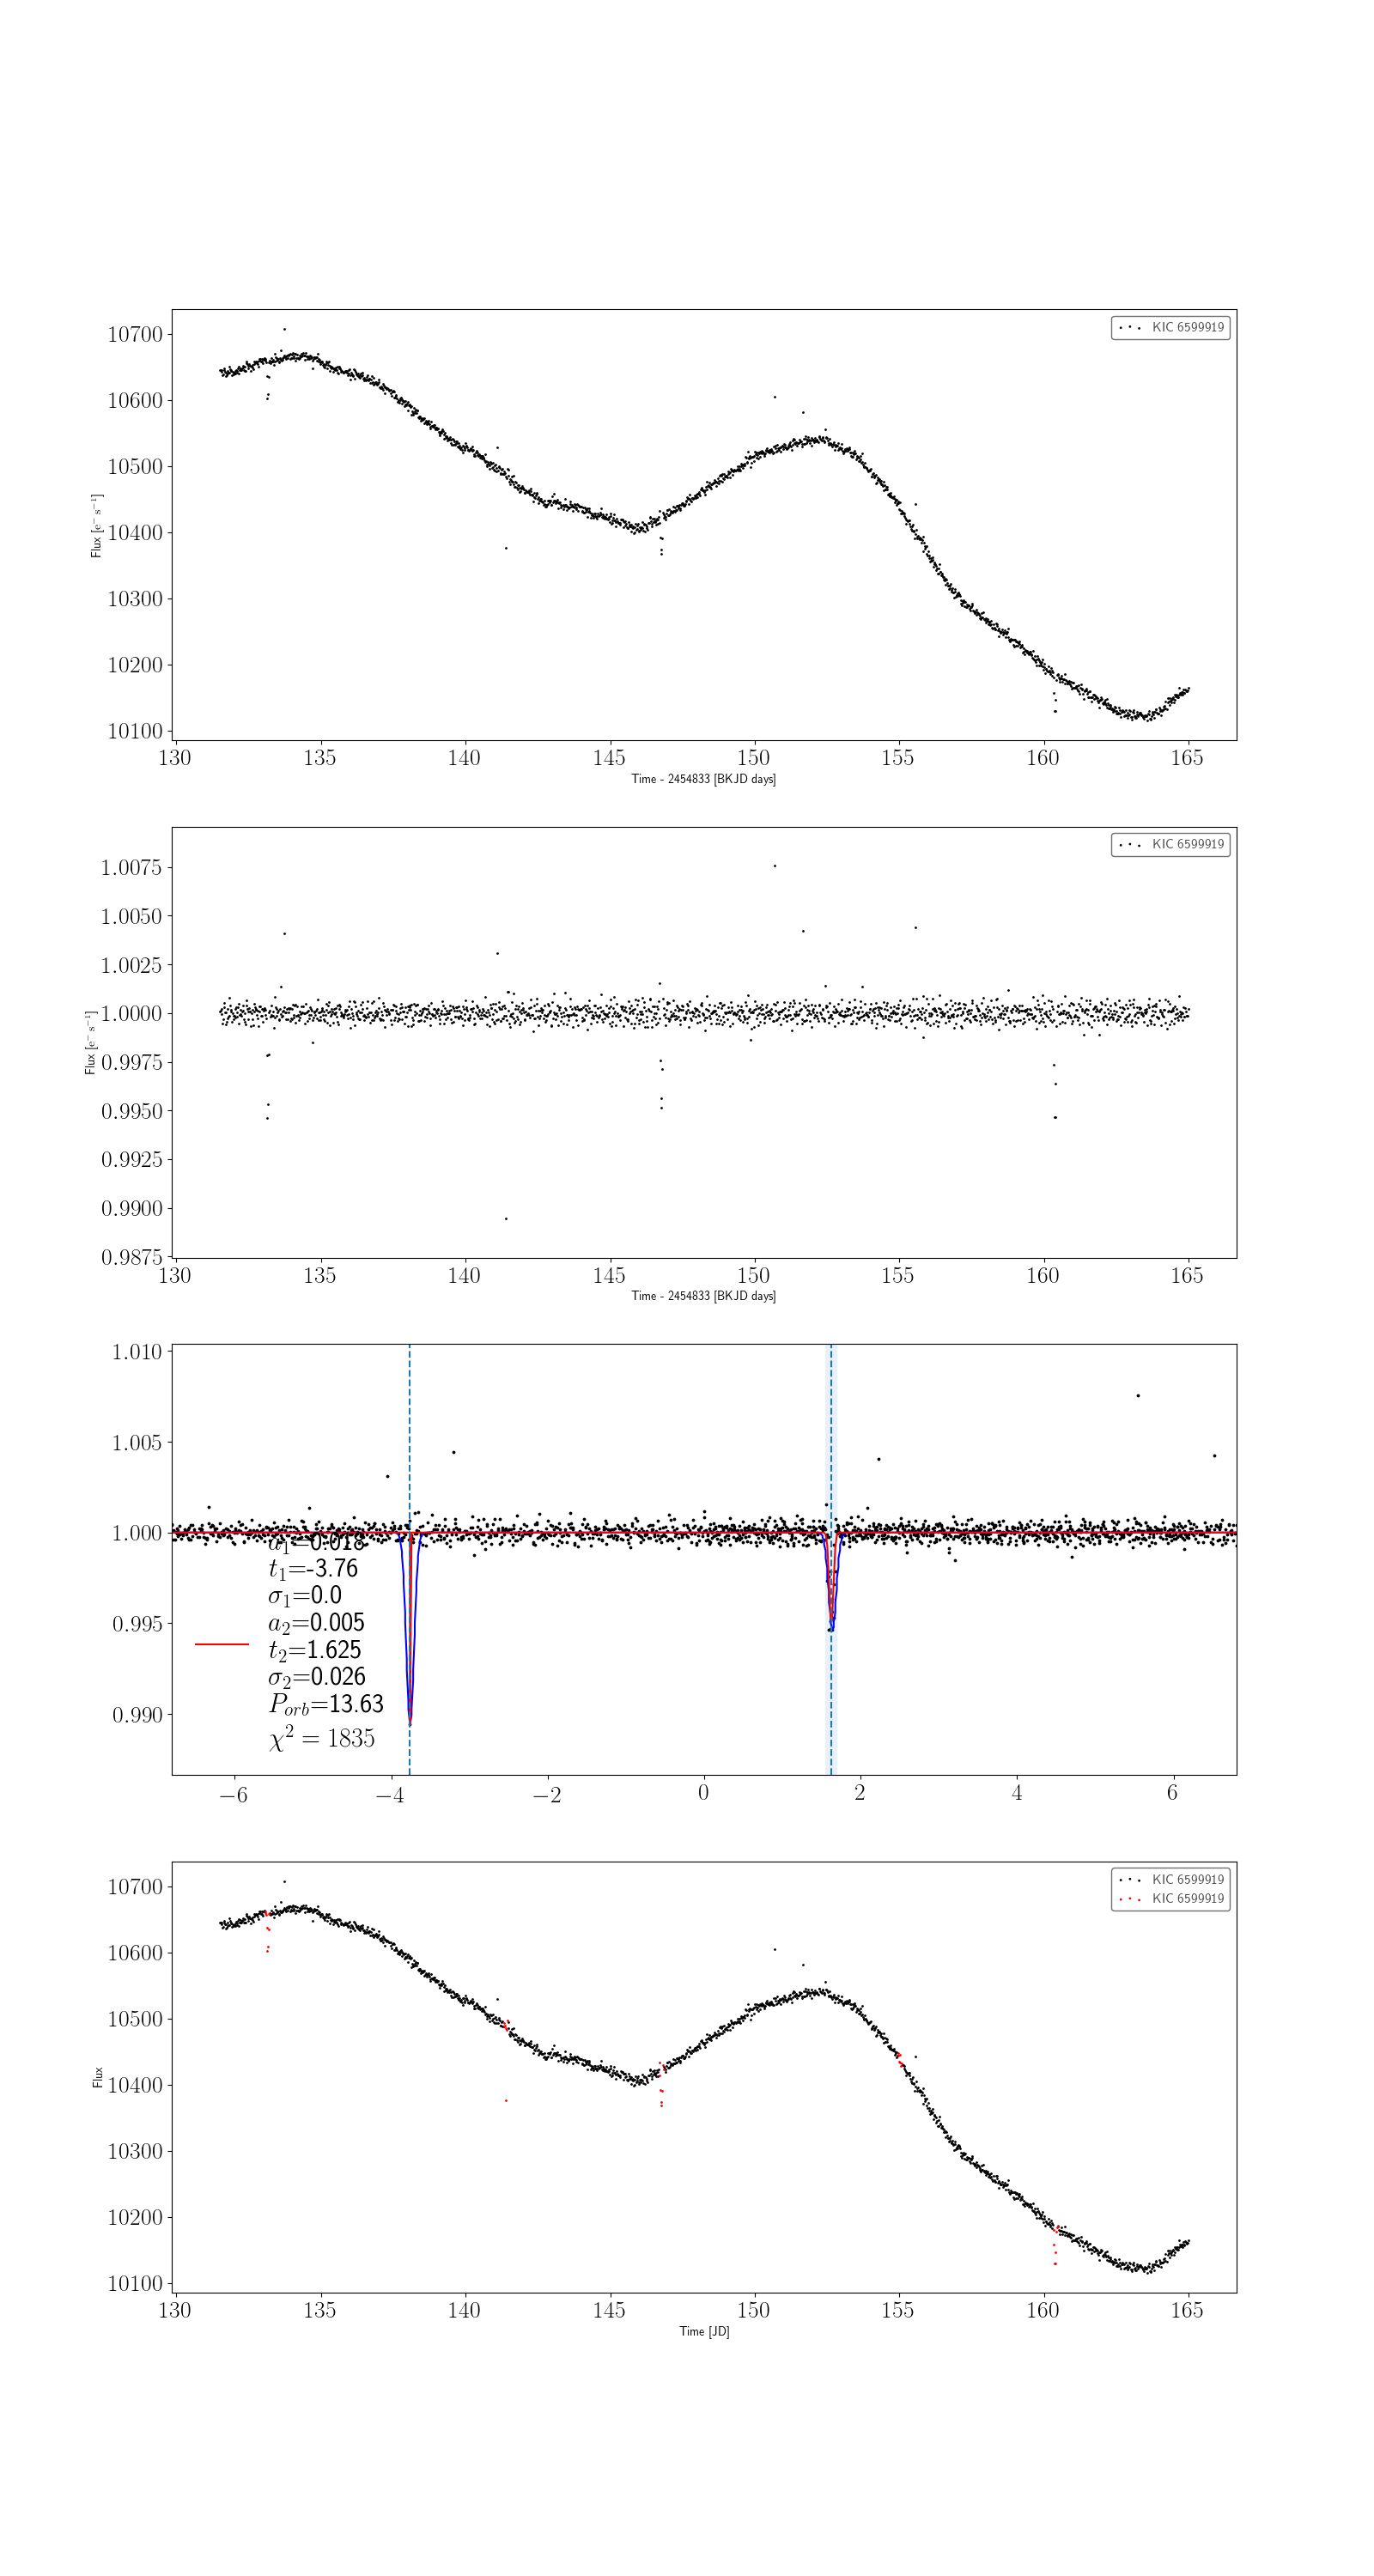 KIC 6599919
10700
10600
10500
10400
10300
10200
10100
Flux [e⁻ s⁻¹]
130 135 140 145 150 155 160 165
Time - 2454833 [BKJD days]
KIC 6599919
1.0075
1.0050
1.0025
1.0000
0.9975
0.9950
0.9925
0.9900
0.9875
Flux [e⁻ s⁻¹]
130 135 140 145 150 155 160 165
Time - 2454833 [BKJD days]
1.010
1.005
1.000
0.995
0.990
a₁=0.018
t₁=-3.76
σ₁=0.0
a₂=0.005
t₂=1.625
σ₂=0.026
P_orb=13.63
χ² = 1835
−6 −4 −2 0 2 4 6
KIC 6599919
KIC 6599919
10700
10600
10500
10400
10300
10200
10100
Flux
130 135 140 145 150 155 160 165
Time [JD]